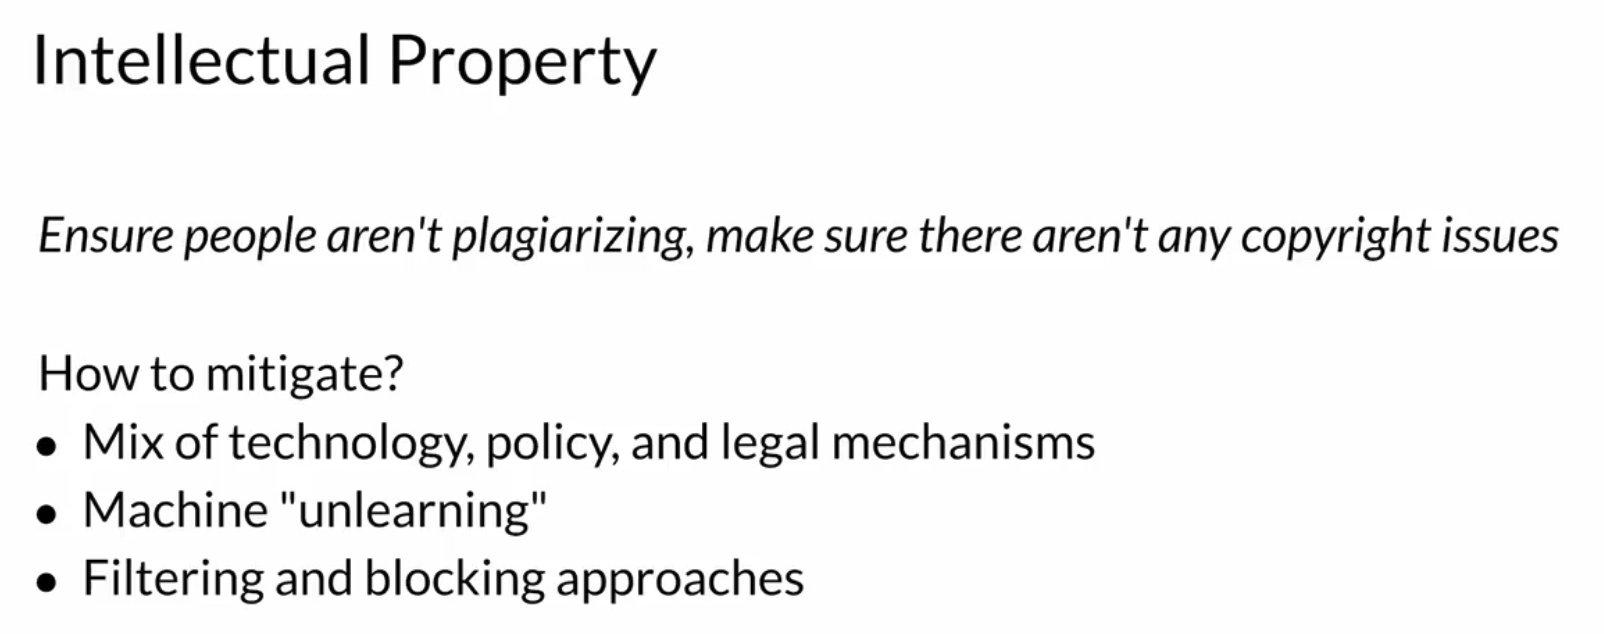 Intellectual Property
Ensure people aren't plagiarizing, make sure there aren't any copyright issues
How to mitigate?
• Mix of technology, policy, and legal mechanisms
• Machine "unlearning"
• Filtering and blocking approaches